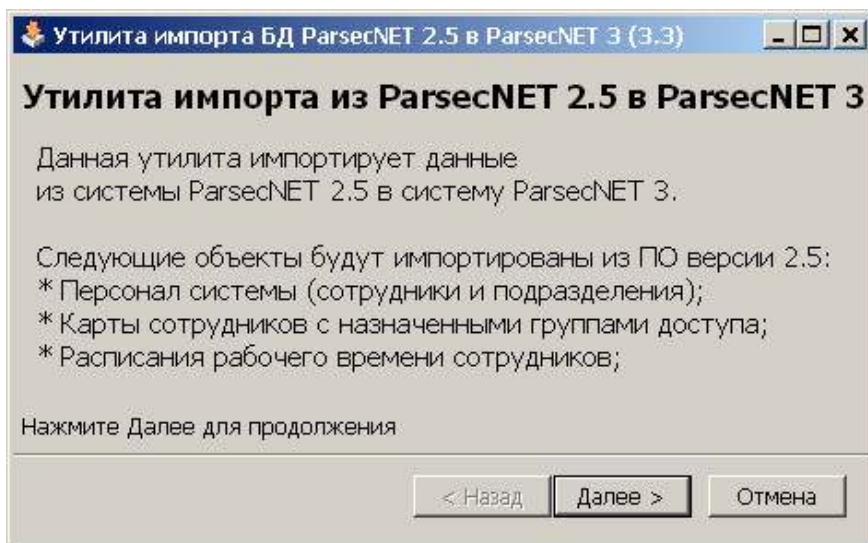 Утилита импорта БД ParsecNET 2.5 в ParsecNET 3 (3.3)
Утилита импорта из ParsecNET 2.5 в ParsecNET 3
Данная утилита импортирует данные
из системы ParsecNET 2.5 в систему ParsecNET 3.
Следующие объекты будут импортированы из ПО версии 2.5:
* Персонал системы (сотрудники и подразделения);
* Карты сотрудников с назначенными группами доступа;
* Расписания рабочего времени сотрудников;
Нажмите Далее для продолжения
< Назад Далее > Отмена